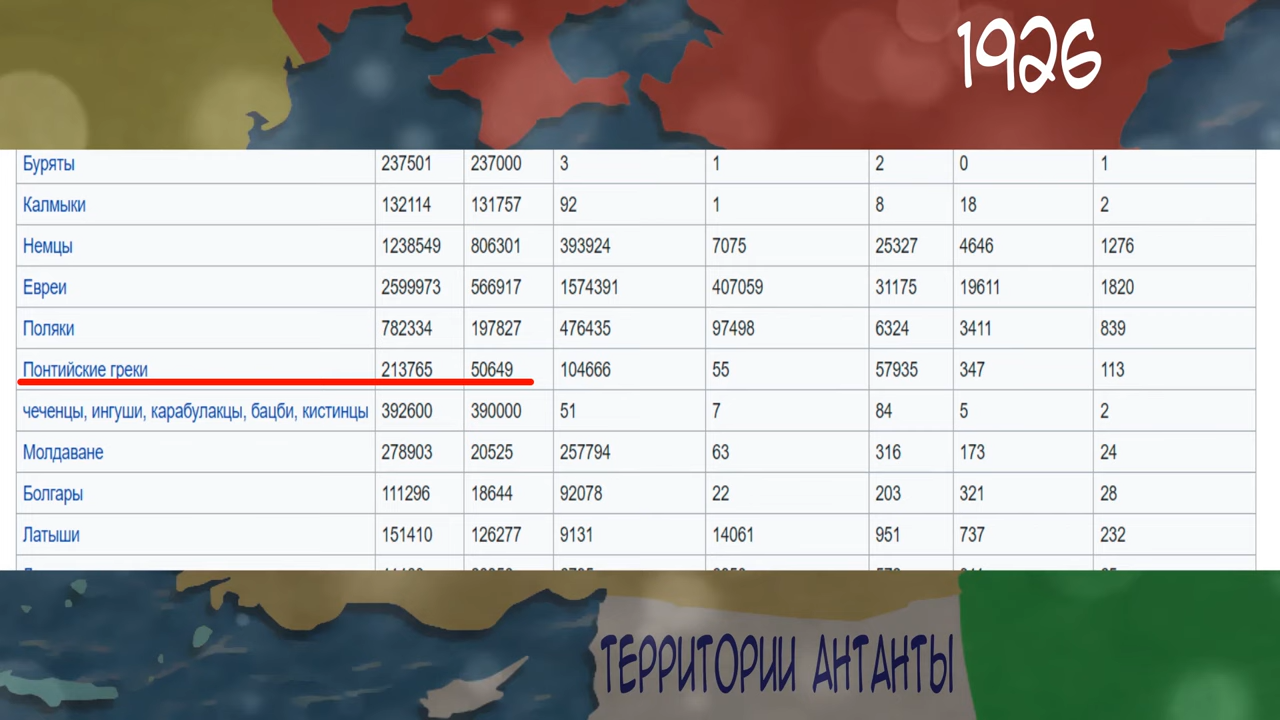 1926
Буряты 237501 237000 3 1 2 0 1
Калмыки 132114 131757 92 1 8 18 2
Немцы 1238549 806301 393924 7075 25327 4646 1276
Евреи 2599973 566917 1574391 407059 31175 19611 1820
Поляки 782334 197827 476435 97498 6324 3411 839
Понтийские греки 213765 50649 104666 55 57935 347 113
чеченцы, ингуши, карабулакцы, бацби, кистинцы 392600 390000 51 7 84 5 2
Молдаване 278903 20525 257794 63 316 173 24
Болгары 111296 18644 92078 22 203 321 28
Латыши 151410 126277 9131 14061 951 737 232
ТЕРРИТОРИИ АНТАНТЫ